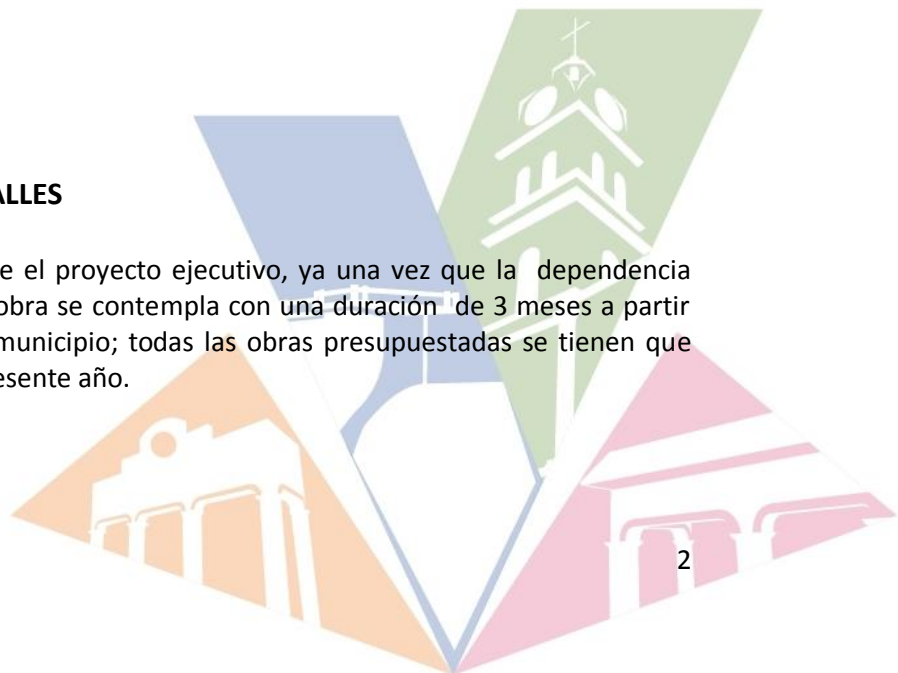 ALLES
e el proyecto ejecutivo, ya una vez que la dependencia
obra se contempla con una duración de 3 meses a partir
municipio; todas las obras presupuestadas se tienen que
esente año.
2